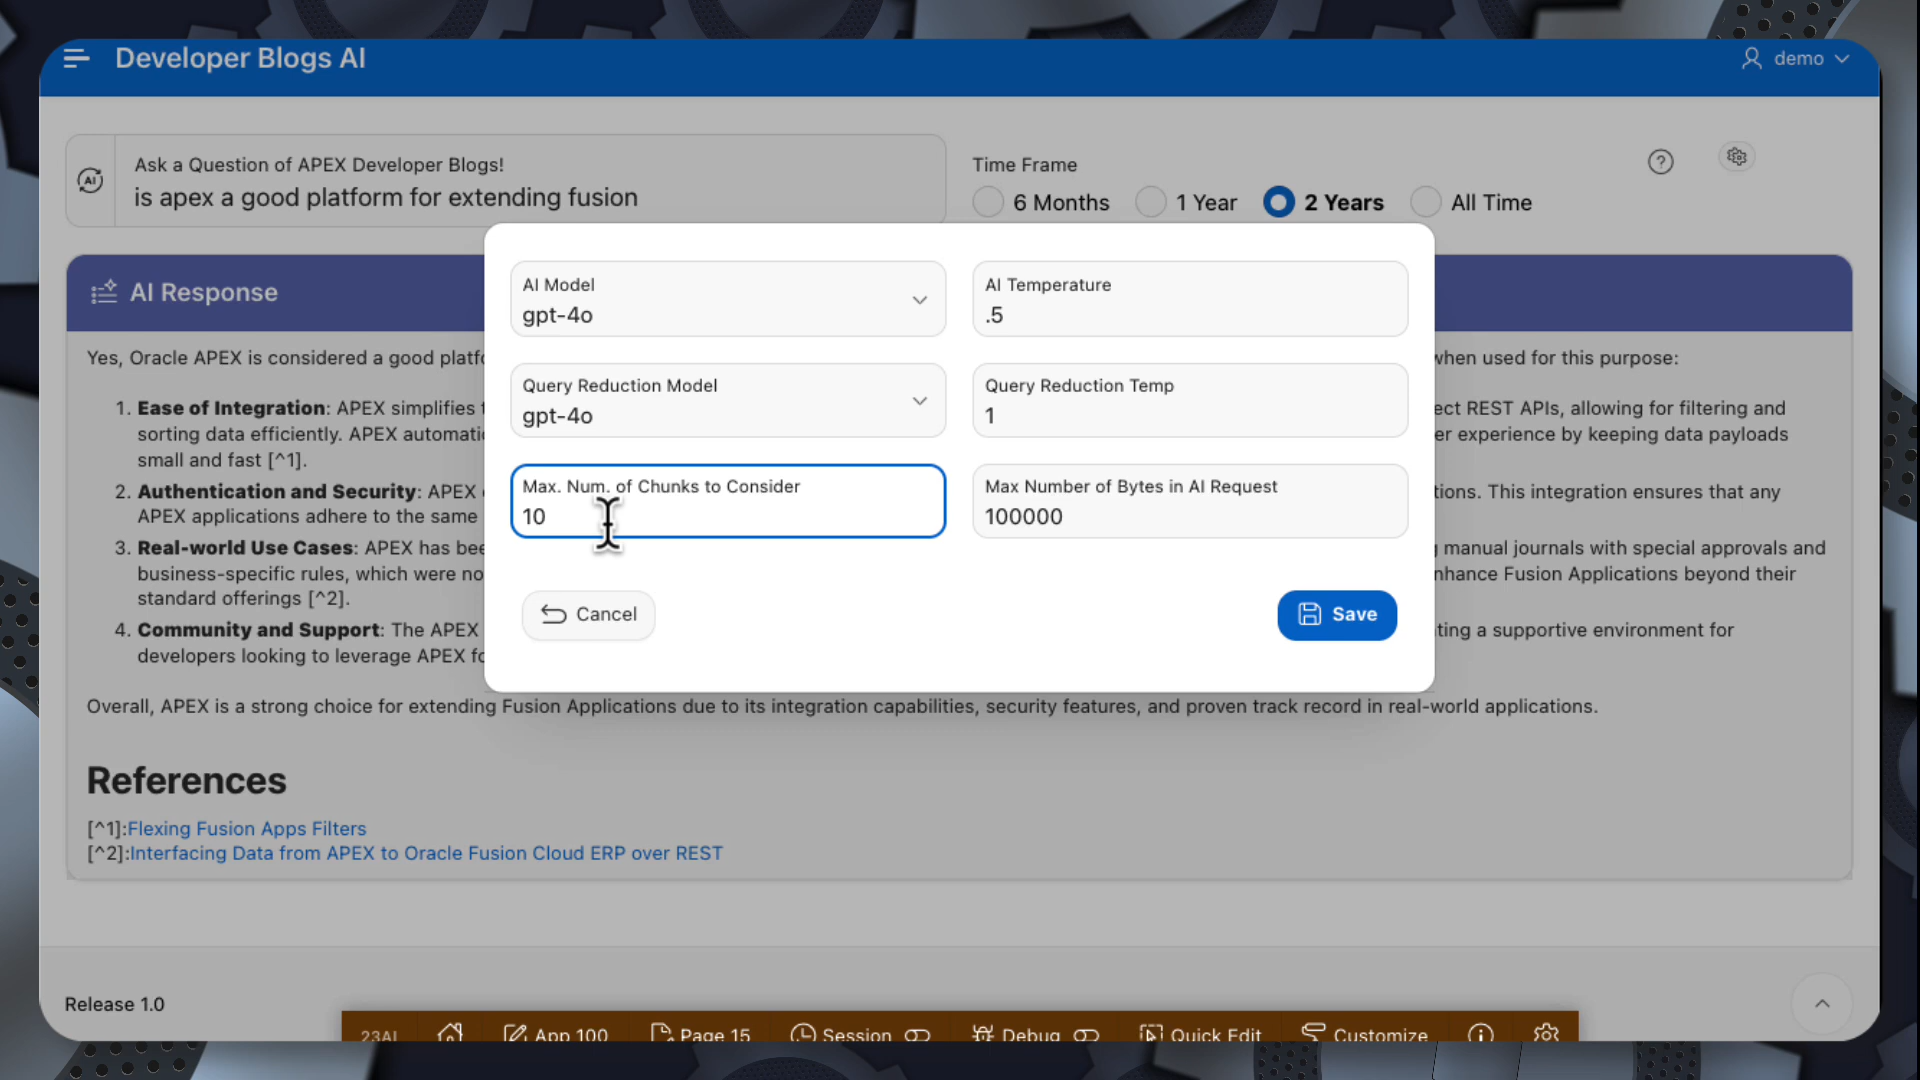 Developer Blogs AI
demo
Ask a Question of APEX Developer Blogs!
AI
is apex a good platform for extending fusion
Time Frame
6 Months
1 Year
2 Years
All Time
AI Model
gpt-4o
AI Temperature
.5
Query Reduction Model
gpt-4o
Query Reduction Temp
1
Max. Num. of Chunks to Consider
10
Max Number of Bytes in AI Request
100000
Cancel
Save
AI Response
Yes, Oracle APEX is considered a good when used for this purpose:
1. Ease of Integration: APEX simplifies REST APIs, allowing for filtering and
sorting data efficiently. APEX experience by keeping data payloads
small and fast [^1].
2. Authentication and Security: APEX This integration ensures that any
APEX applications adhere to the same
3. Real-world Use Cases: APEX has manual journals with special approvals and
business-specific rules, which were Fusion Applications beyond their
standard offerings [^2].
4. Community and Support: The APEX a supportive environment for
developers looking to leverage APEX
Overall, APEX is a strong choice for extending Fusion Applications due to its integration capabilities, security features, and proven track record in real-world applications.
References
[^1]:Flexing Fusion Apps Filters
[^2]:Interfacing Data from APEX to Oracle Fusion Cloud ERP over REST
Release 1.0
23AI App 100 Page 15 Session Debug Quick Edit Customize